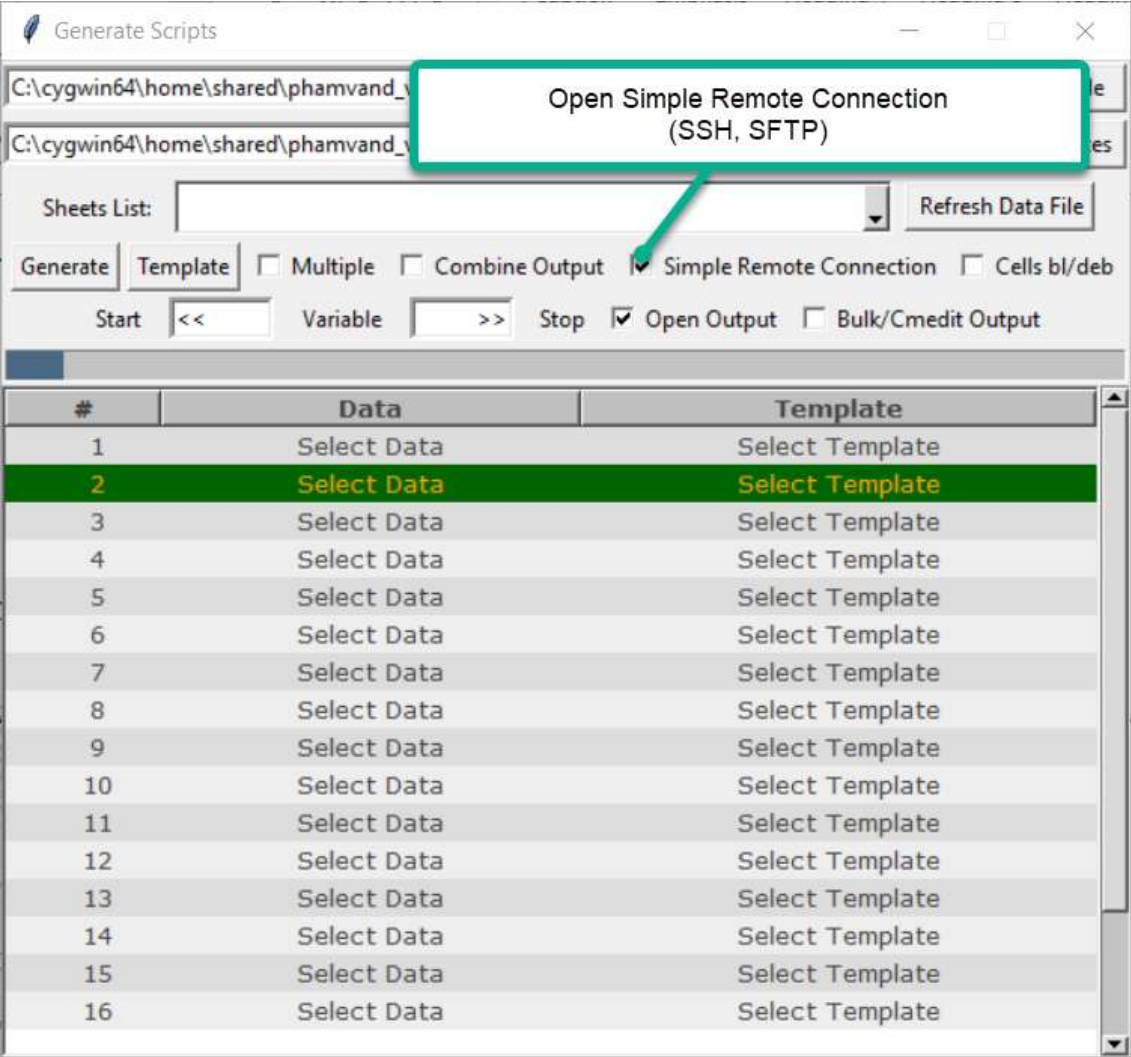 Generate Scripts
C:\cygwin64\home\shared\phamvand_
Open Simple Remote Connection
(SSH, SFTP)
C:\cygwin64\home\shared\phamvand_
Sheets List: Refresh Data File
Generate Template Multiple Combine Output Simple Remote Connection Cells bl/deb
Start << Variable >> Stop Open Output Bulk/Cmedit Output
# Data Template
1 Select Data Select Template
2 Select Data Select Template
3 Select Data Select Template
4 Select Data Select Template
5 Select Data Select Template
6 Select Data Select Template
7 Select Data Select Template
8 Select Data Select Template
9 Select Data Select Template
10 Select Data Select Template
11 Select Data Select Template
12 Select Data Select Template
13 Select Data Select Template
14 Select Data Select Template
15 Select Data Select Template
16 Select Data Select Template